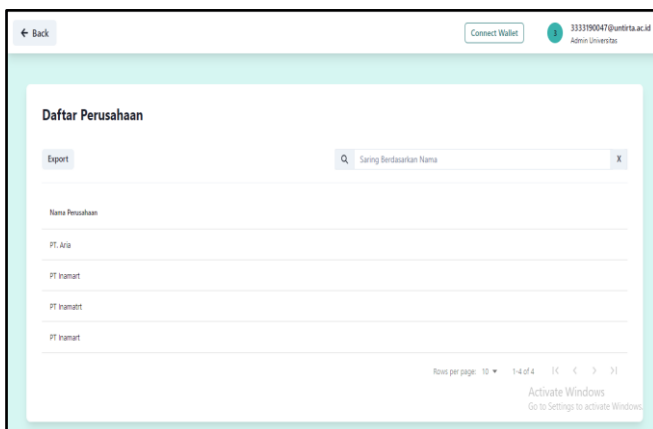 ← Back
Connect Wallet
3
3333190047@untirta.ac.id
Admin Universitas
Daftar Perusahaan
Export
Saring Berdasarkan Nama
X
Nama Perusahaan
PT. Aria
PT Inamart
PT Inamatrt
PT Inamart
Rows per page: 10
1-4 of 4
Activate Windows
Go to Settings to activate Windows.